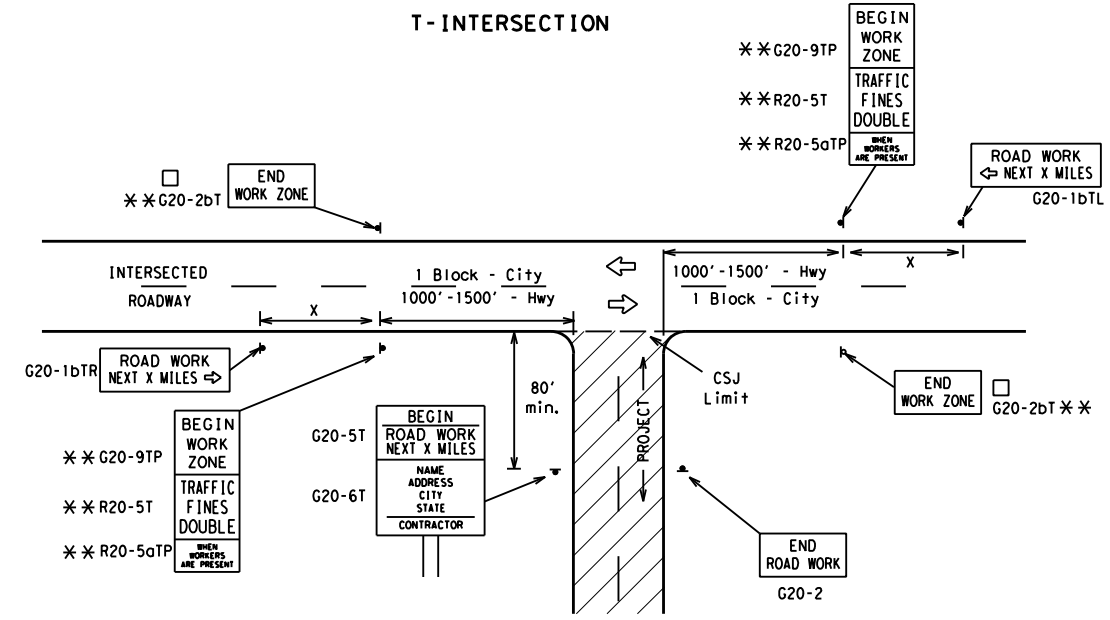 T-INTERSECTION
BEGIN
WORK
ZONE
TRAFFIC
FINES
DOUBLE
WHEN
WORKERS
ARE PRESENT
**G20-9TP
**R20-5T
**R20-5aTP
ROAD WORK
⇦ NEXT X MILES
G20-1bTL
□
**G20-2bT
END
WORK ZONE
INTERSECTED
ROADWAY
X
1 Block - City
1000' -1500' - Hwy
1000' -1500' - Hwy
1 Block - City
X
G20-1bTR
ROAD WORK
NEXT X MILES ⇨
80'
min.
PROJECT
CSJ
Limit
END
WORK ZONE
□
G20-2bT **
**G20-9TP
**R20-5T
**R20-5aTP
BEGIN
WORK
ZONE
TRAFFIC
FINES
DOUBLE
WHEN
WORKERS
ARE PRESENT
G20-5T
G20-6T
BEGIN
ROAD WORK
NEXT X MILES
NAME
ADDRESS
CITY
STATE
CONTRACTOR
END
ROAD WORK
G20-2